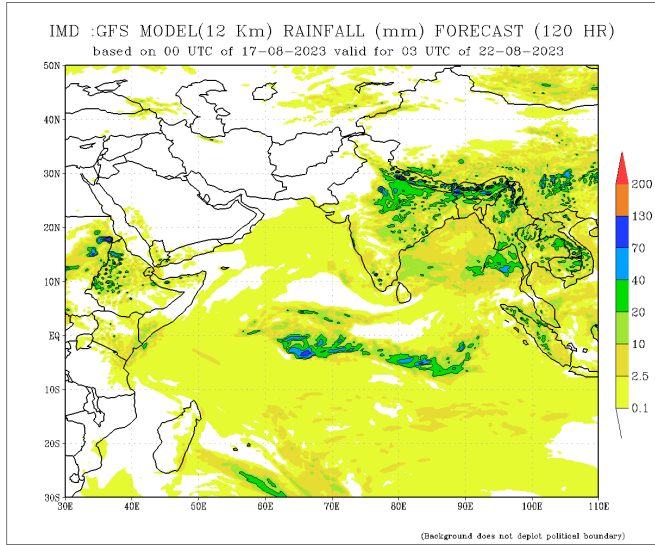 IMD :GFS MODEL(12 Km) RAINFALL (mm) FORECAST (120 HR)
based on 00 UTC of 17-08-2023 valid for 03 UTC of 22-08-2023
50N
40N
30N
20N
10N
EQ
10S
20S
30S
30E 40E 50E 60E 70E 80E 90E 100E 110E
200
130
70
40
20
10
2.5
0.1
(Background does not depict political boundary)